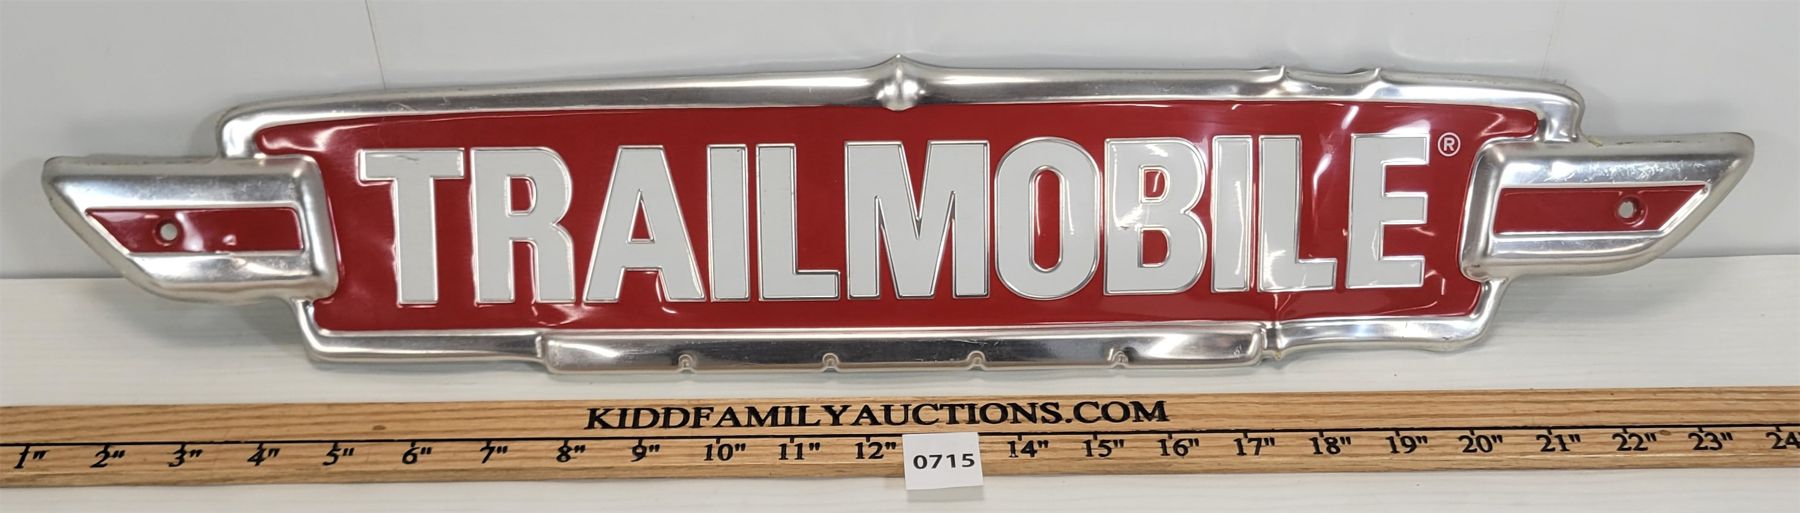 TRAILMOBILE®
KIDDFAMILYAUCTIONS.COM
1" 2" 3" 4" 5" 6" 7" 8" 9" 10" 11" 12" 14" 15" 16" 17" 18" 19" 20" 21" 22" 23" 24"
0715